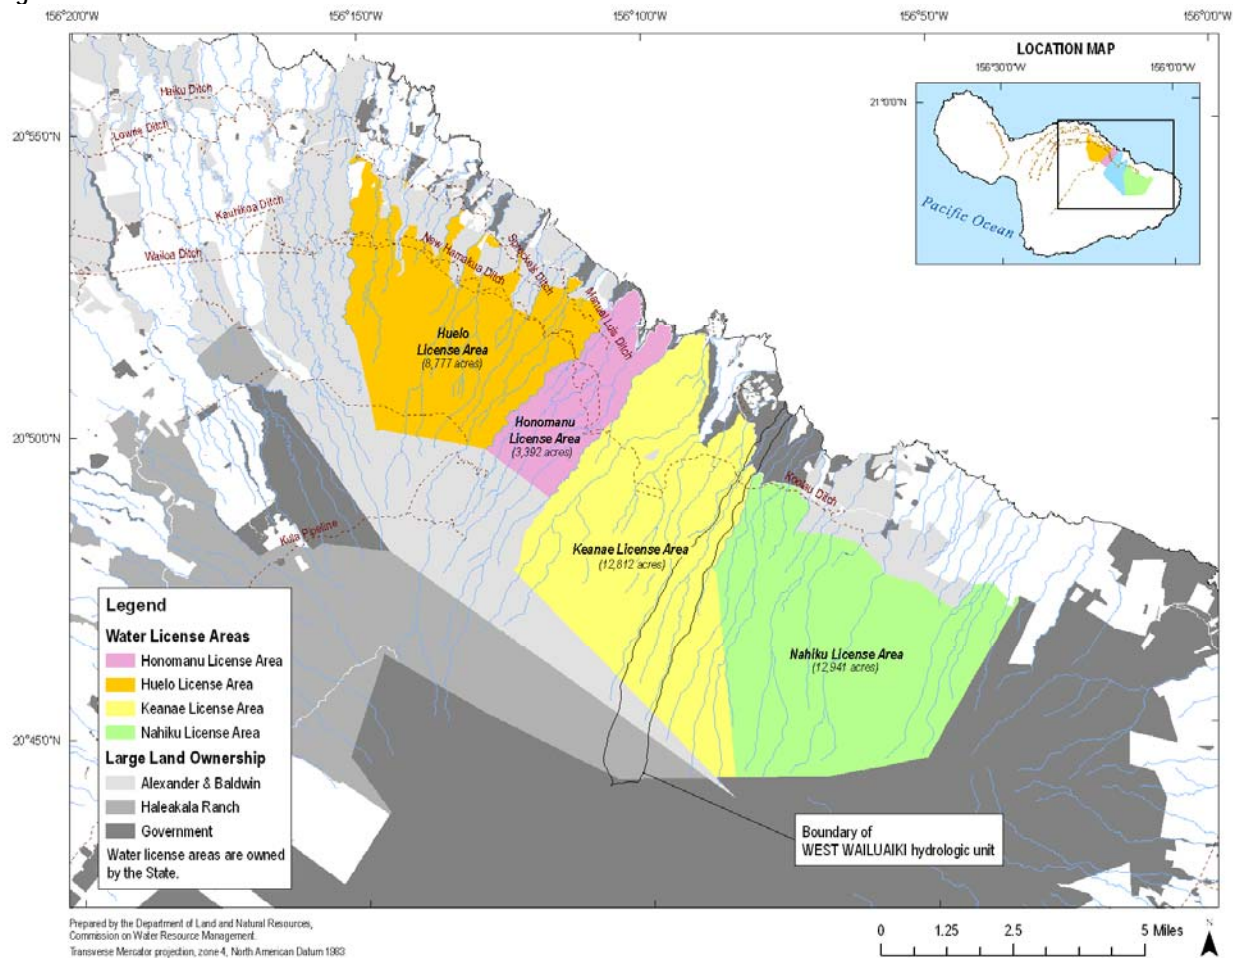 156°20'0"W
156°15'0"W
156°10'0"W
156°5'0"W
156°0'0"W
LOCATION MAP
156°30'0"W
156°0'0"W
21°0'0"N
Pacific Ocean
20°55'0"N
20°50'0"N
20°45'0"N
Haiku Ditch
Lowrie Ditch
Kauhikoa Ditch
Wailoa Ditch
New Hamakua Ditch
Spreckels Ditch
Manuel Luis Ditch
Huelo
License Area
(8,777 acres)
Honomanu
License Area
(3,392 acres)
Koolau Ditch
Kula Pipeline
Keanae License Area
(12,812 acres)
Nahiku License Area
(12,941 acres)
Legend
Water License Areas
Honomanu License Area
Huelo License Area
Keanae License Area
Nahiku License Area
Large Land Ownership
Alexander & Baldwin
Haleakala Ranch
Government
Water license areas are owned
by the State.
Boundary of
WEST WAILUAIKI hydrologic unit
Prepared by the Department of Land and Natural Resources,
Commission on Water Resource Management.
Transverse Mercator projection, zone 4, North American Datum 1983
0 1.25 2.5 5 Miles
N